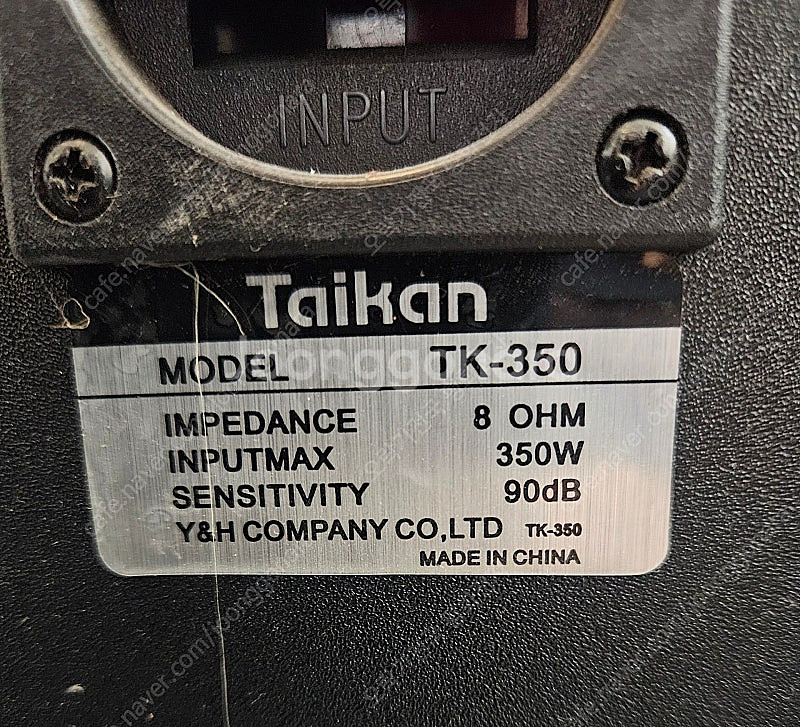 INPUT
Taikan
MODEL TK-350
IMPEDANCE 8 OHM
INPUTMAX 350W
SENSITIVITY 90dB
Y&H COMPANY CO,LTD TK-350
MADE IN CHINA